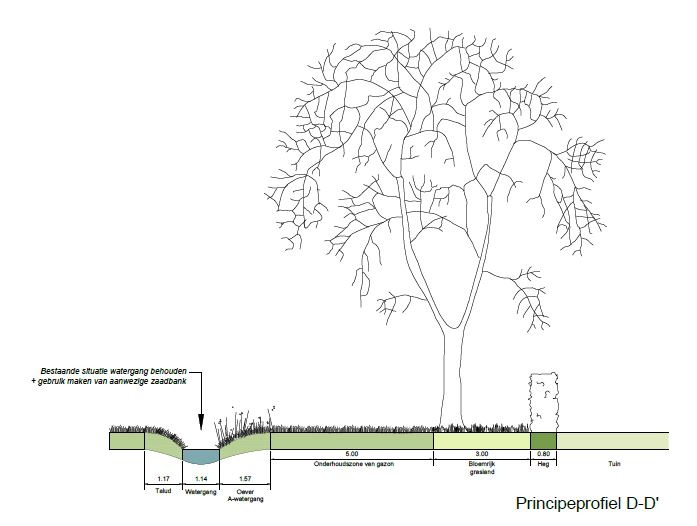 Bestaande situatie watergang behouden
+ gebruik maken van aanwezige zaadbank
5.00
3.00
0.80
Onderhoudszone van gazon
Bloemrijk
grasland
Heg
Tuin
1.17
1.14
1.57
Talud
Watergang
Oever
A-watergang
Principeprofiel D-D'